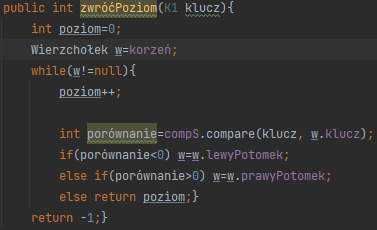 public int zwróćPoziom(K1 klucz){
int poziom=0;
Wierzchołek w=korzeń;
while(w!=null){
poziom++;
int porównanie=compS.compare(klucz, w.klucz);
if(porównanie<0) w=w.lewyPotomek;
else if(porównanie>0) w=w.prawyPotomek;
else return poziom;}
return -1;}